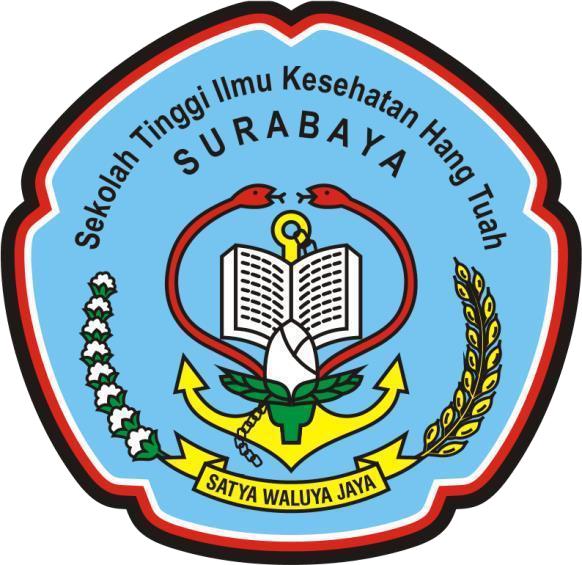 Sekolah Tinggi Ilmu Kesehatan Hang Tuah
SURABAYA
SATYA WALUYA JAYA